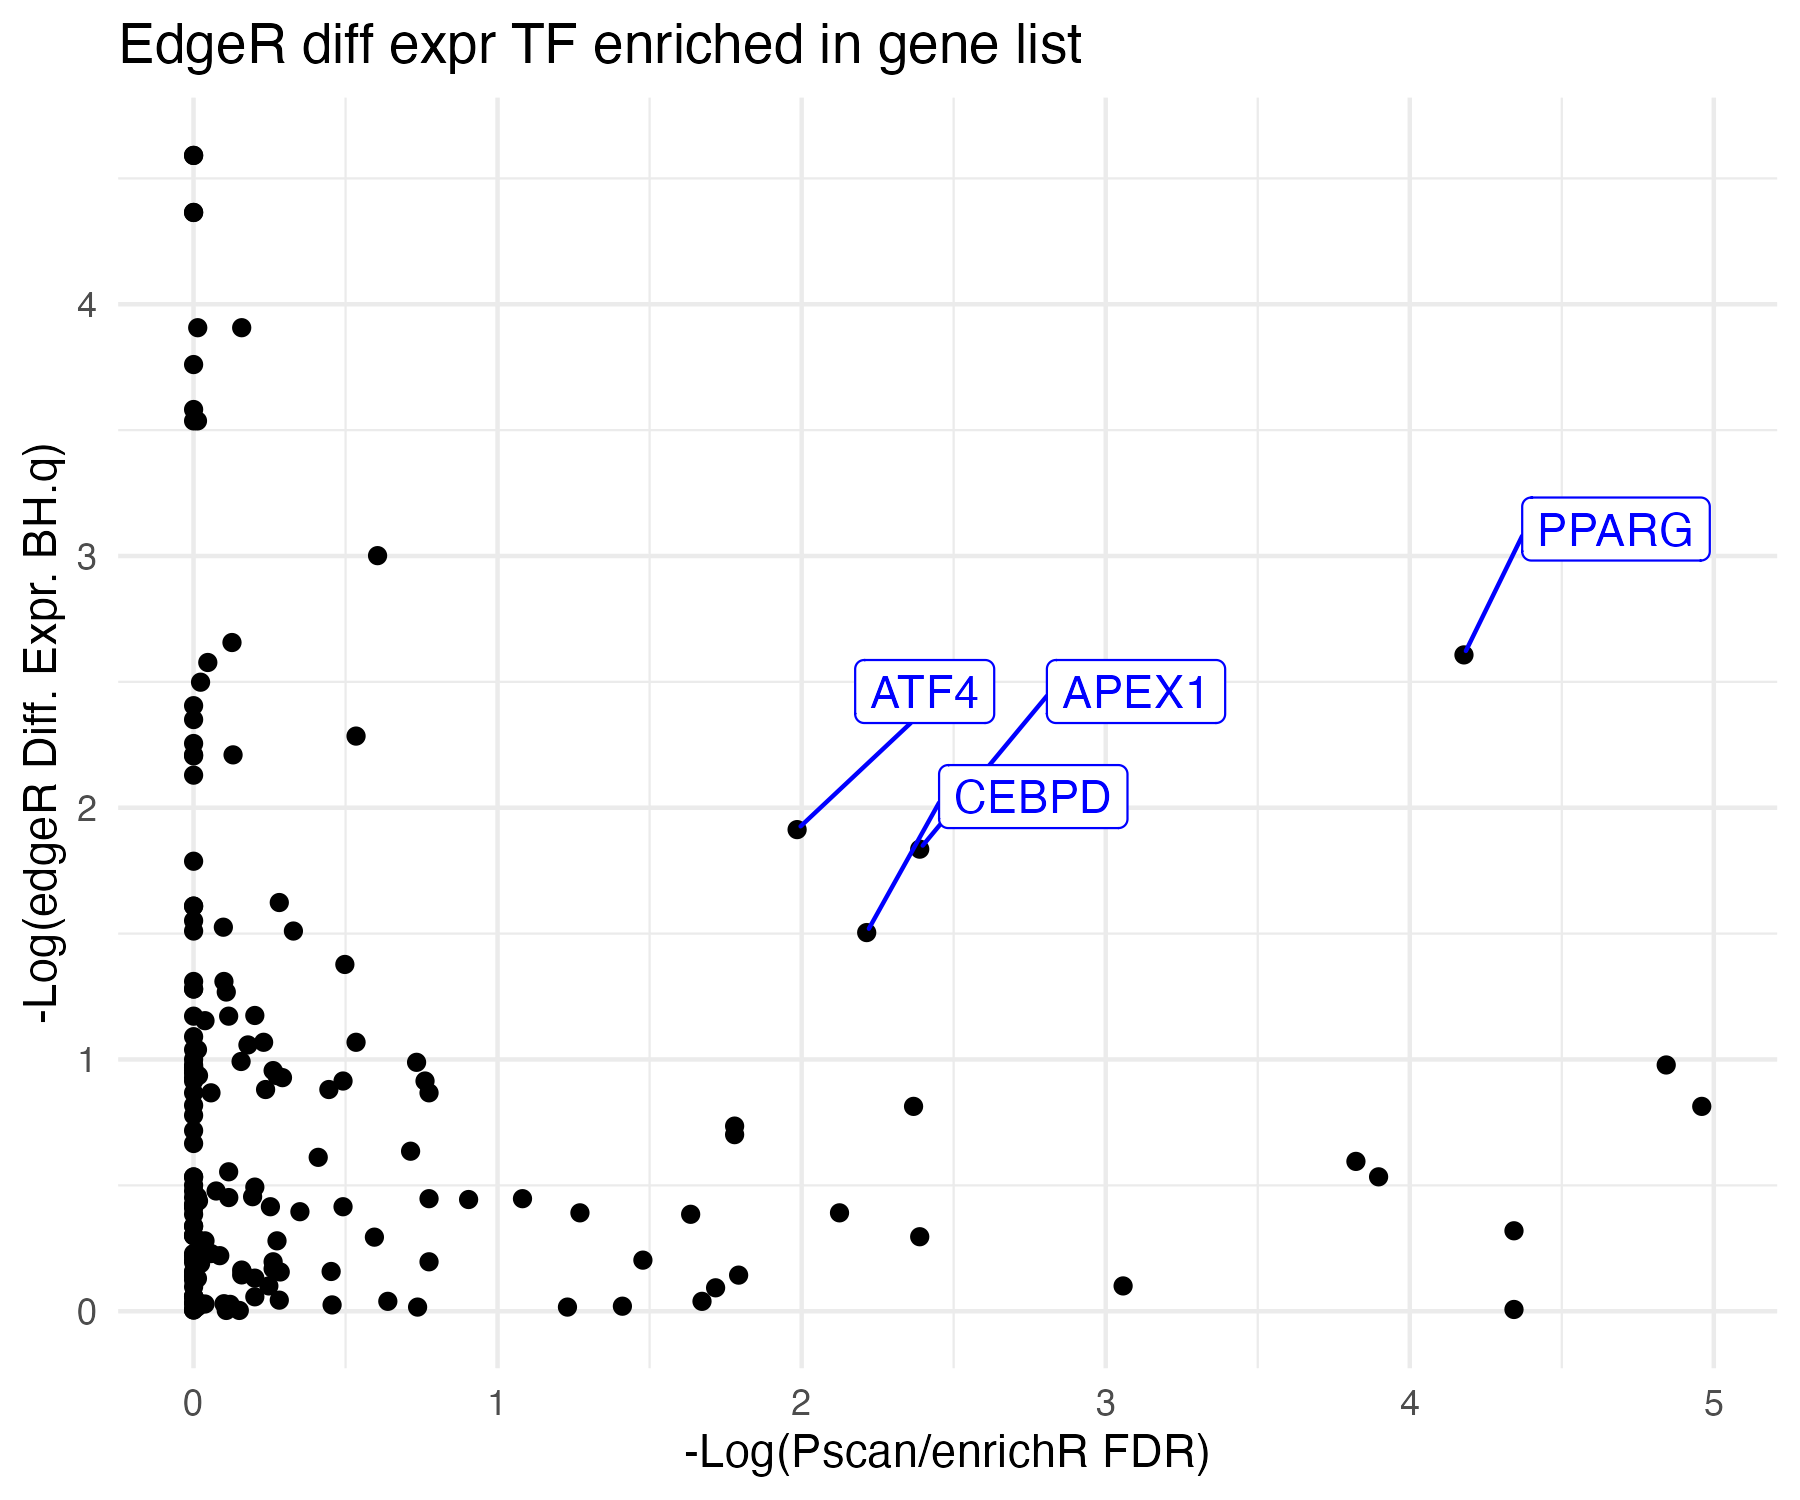 EdgeR diff expr TF enriched in gene list
-Log(edgeR Diff. Expr. BH.q)
4
3
2
1
0
PPARG
ATF4
APEX1
CEBPD
0
1
2
3
4
5
-Log(Pscan/enrichR FDR)